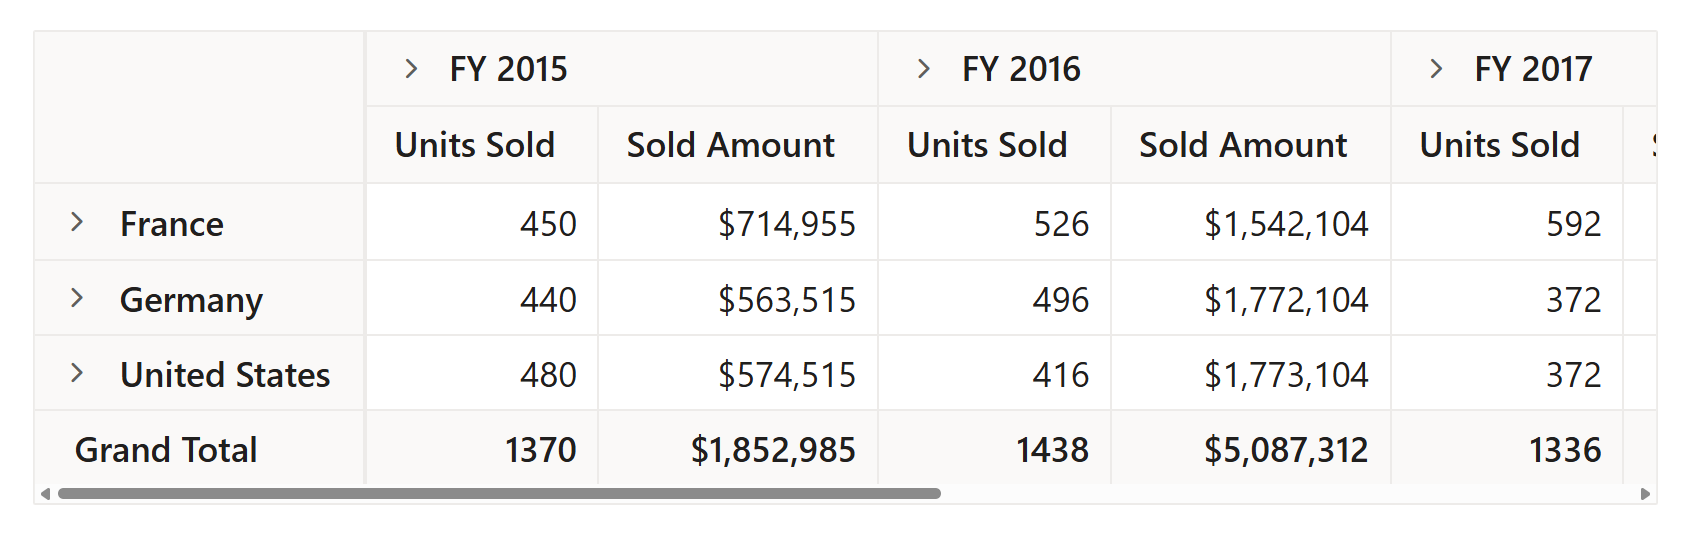 FY 2015 FY 2016 FY 2017
Units Sold Sold Amount Units Sold Sold Amount Units Sold
France 450 $714,955 526 $1,542,104 592
Germany 440 $563,515 496 $1,772,104 372
United States 480 $574,515 416 $1,773,104 372
Grand Total 1370 $1,852,985 1438 $5,087,312 1336